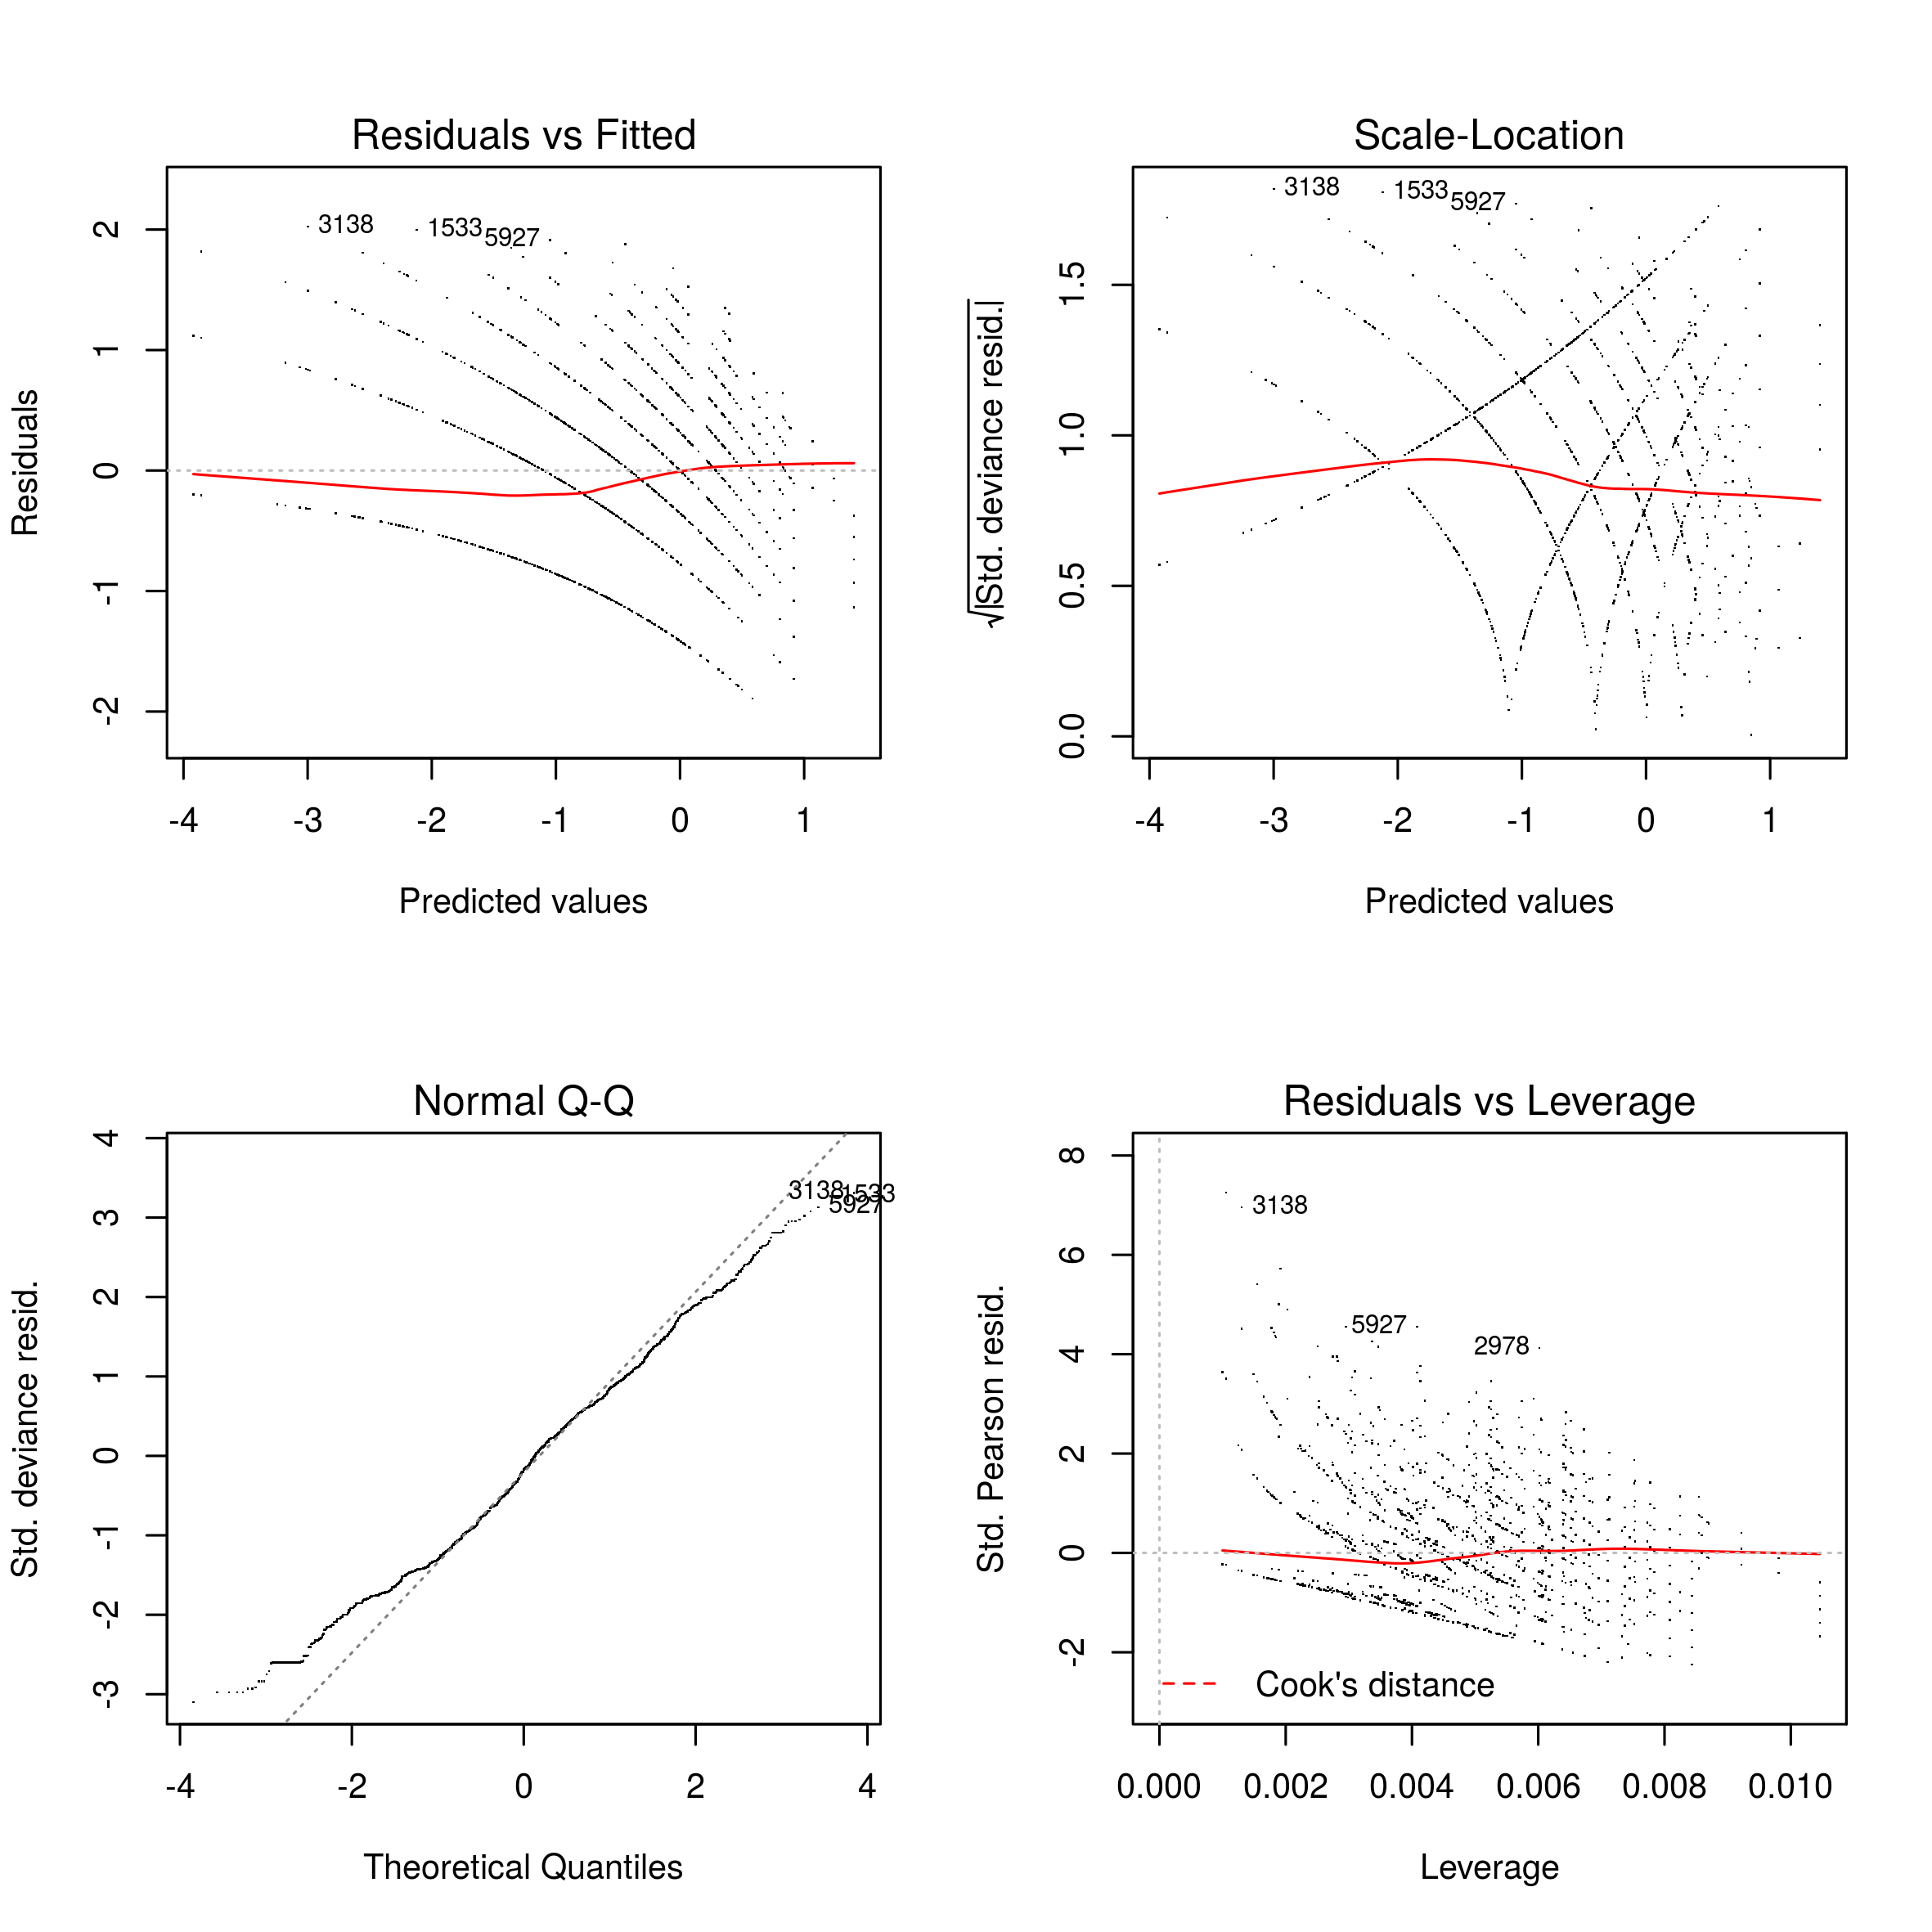 Residuals vs Fitted
3138
1533
5927
Residuals
2
1
0
-1
-2
-4 -3 -2 -1 0 1
Predicted values
Scale-Location
3138
1533
5927
√|Std. deviance resid.|
1.5
1.0
0.5
0.0
-4 -3 -2 -1 0 1
Predicted values
Normal Q-Q
3138
1533
5927
Std. deviance resid.
4
3
2
1
0
-1
-2
-3
-4 -2 0 2 4
Theoretical Quantiles
Residuals vs Leverage
3138
5927
2978
Std. Pearson resid.
8
6
4
2
0
-2
Cook's distance
0.000 0.002 0.004 0.006 0.008 0.010
Leverage